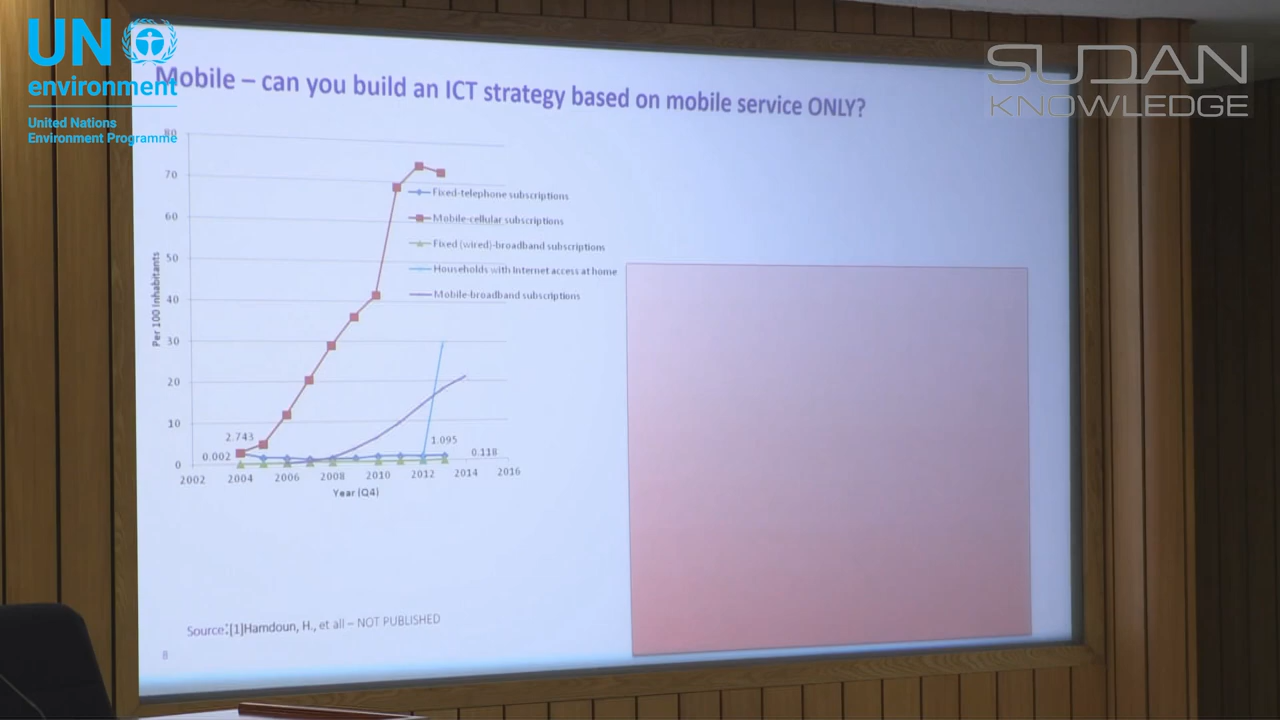 UN
environment
United Nations
Environment Programme
SUDAN
KNOWLEDGE
Mobile – can you build an ICT strategy based on mobile service ONLY?
80
70
60
50
40
30
20
10
0
Per 100 Inhabitants
Fixed-telephone subscriptions
Mobile-cellular subscriptions
Fixed (wired)-broadband subscriptions
Households with Internet access at home
Mobile-broadband subscriptions
2.743
0.002
1.095
0.118
2002 2004 2006 2008 2010 2012 2014 2016
Year (Q4)
Source:[1]Hamdoun, H., et all – NOT PUBLISHED
8